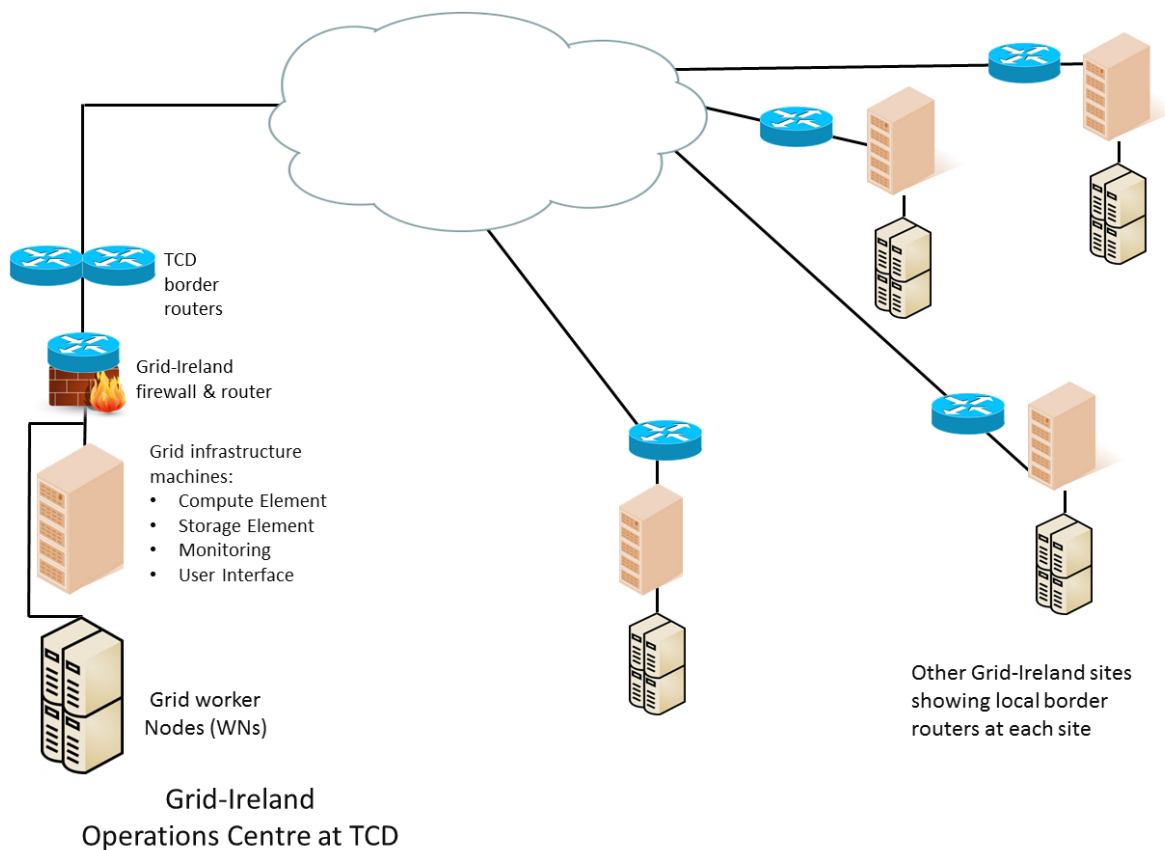 TCD
border
routers
Grid-Ireland
firewall & router
Grid infrastructure
machines:
• Compute Element
• Storage Element
• Monitoring
• User Interface
Grid worker
Nodes (WNs)
Other Grid-Ireland sites
showing local border
routers at each site
Grid-Ireland
Operations Centre at TCD